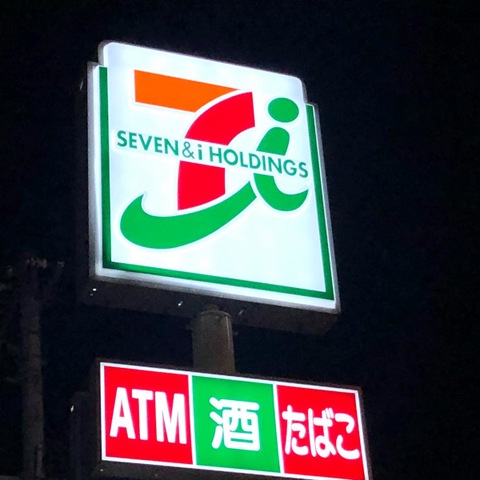 SEVEN&i HOLDINGS
ATM 酒 たばこ